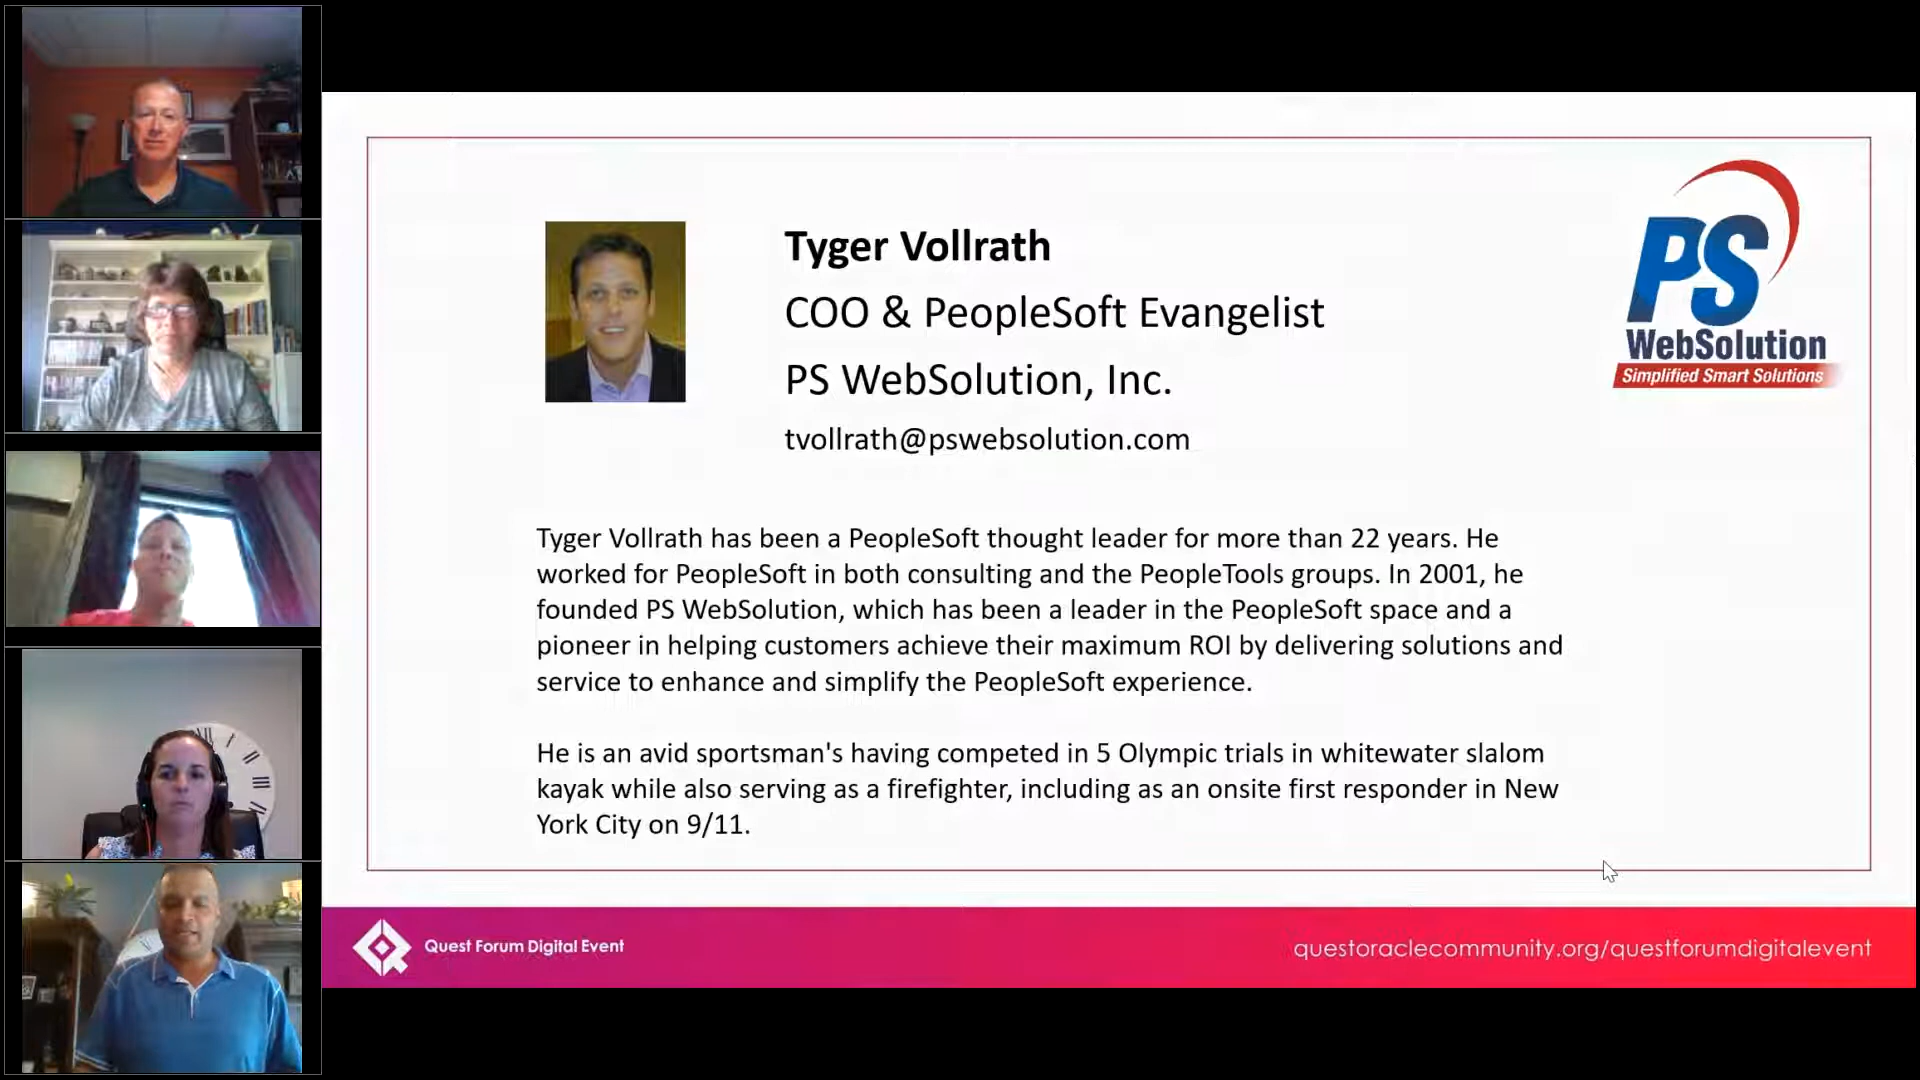 Tyger Vollrath
COO & PeopleSoft Evangelist
PS WebSolution, Inc.
tvollrath@pswebsolution.com
PS
WebSolution
Simplified Smart Solutions
Tyger Vollrath has been a PeopleSoft thought leader for more than 22 years. He
worked for PeopleSoft in both consulting and the PeopleTools groups. In 2001, he
founded PS WebSolution, which has been a leader in the PeopleSoft space and a
pioneer in helping customers achieve their maximum ROI by delivering solutions and
service to enhance and simplify the PeopleSoft experience.
He is an avid sportsman's having competed in 5 Olympic trials in whitewater slalom
kayak while also serving as a firefighter, including as an onsite first responder in New
York City on 9/11.
Quest Forum Digital Event
questoraclecommunity.org/questforumdigitalevent